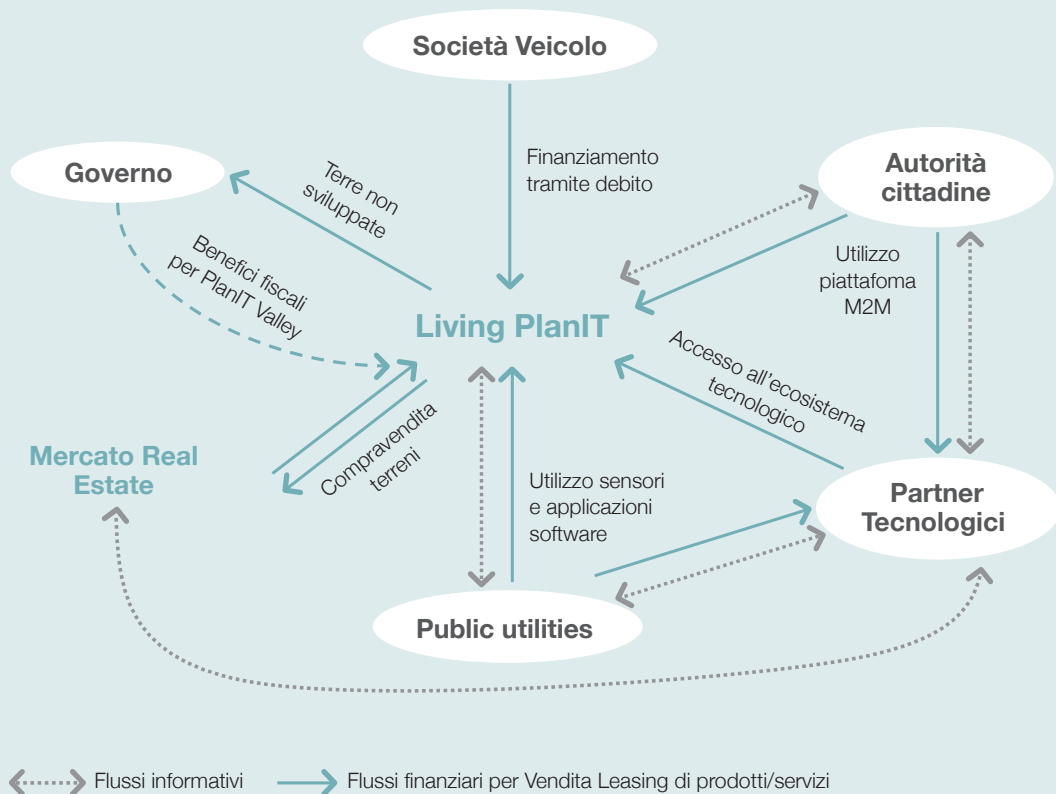 Società Veicolo
Governo
Terre non
sviluppate
Finanziamento
tramite debito
Autorità
cittadine
Benefici fiscali
per PlanIT Valley
Utilizzo
piattafoma
M2M
Living PlanIT
Accesso all'ecosistema
tecnologico
Mercato Real
Estate
Compravendita
terreni
Utilizzo sensori
e applicazioni
software
Partner
Tecnologici
Public utilities
Flussi informativi
Flussi finanziari per Vendita Leasing di prodotti/servizi